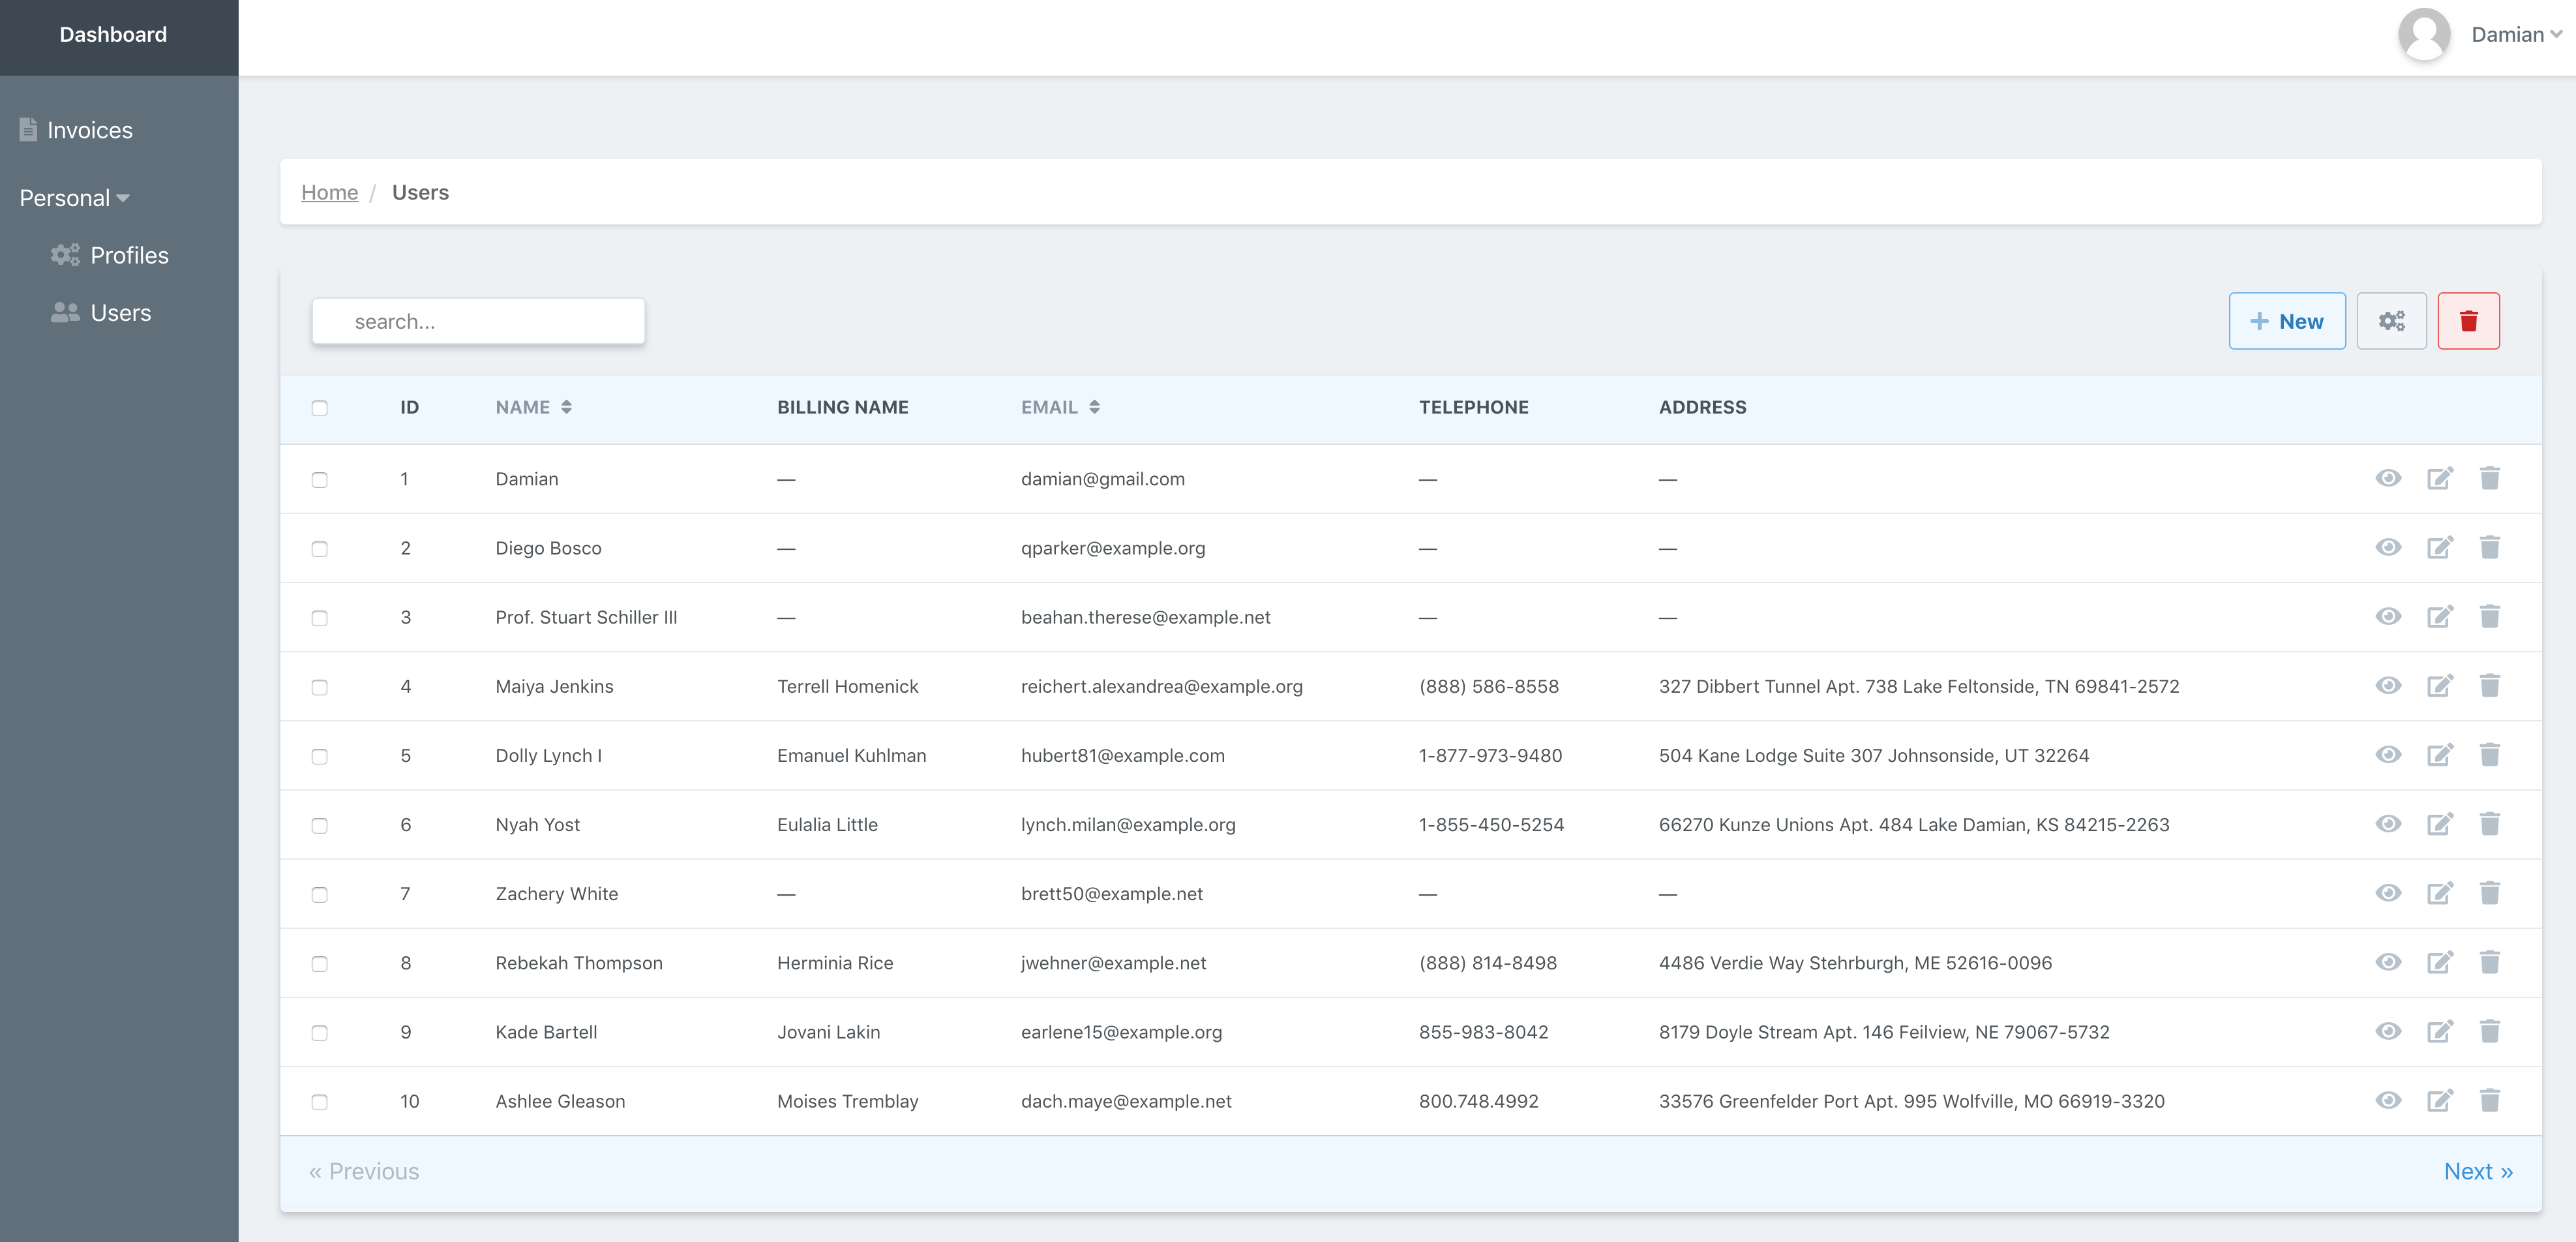 Dashboard
Damian
Invoices
Personal
Profiles
Users
Home / Users
search...
New
ID NAME BILLING NAME EMAIL TELEPHONE ADDRESS
1 Damian — damian@gmail.com — —
2 Diego Bosco — qparker@example.org — —
3 Prof. Stuart Schiller III — beahan.therese@example.net — —
4 Maiya Jenkins Terrell Homenick reichert.alexandrea@example.org (888) 586-8558 327 Dibbert Tunnel Apt. 738 Lake Feltonside, TN 69841-2572
5 Dolly Lynch I Emanuel Kuhlman hubert81@example.com 1-877-973-9480 504 Kane Lodge Suite 307 Johnsonside, UT 32264
6 Nyah Yost Eulalia Little lynch.milan@example.org 1-855-450-5254 66270 Kunze Unions Apt. 484 Lake Damian, KS 84215-2263
7 Zachery White — brett50@example.net — —
8 Rebekah Thompson Herminia Rice jwehner@example.net (888) 814-8498 4486 Verdie Way Stehrburgh, ME 52616-0096
9 Kade Bartell Jovani Lakin earlene15@example.org 855-983-8042 8179 Doyle Stream Apt. 146 Feilview, NE 79067-5732
10 Ashlee Gleason Moises Tremblay dach.maye@example.net 800.748.4992 33576 Greenfelder Port Apt. 995 Wolfville, MO 66919-3320
« Previous
Next »